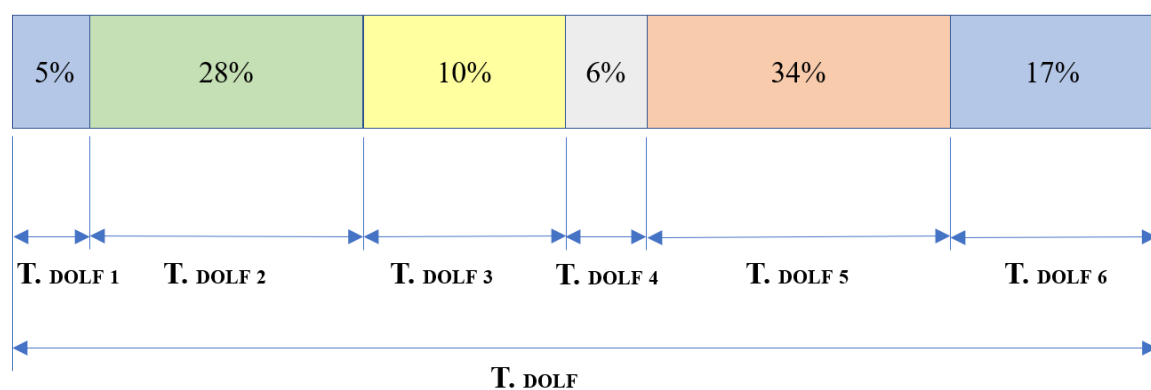 5% 28% 10% 6% 34% 17%
T. DOLF 1 T. DOLF 2 T. DOLF 3 T. DOLF 4 T. DOLF 5 T. DOLF 6
T. DOLF